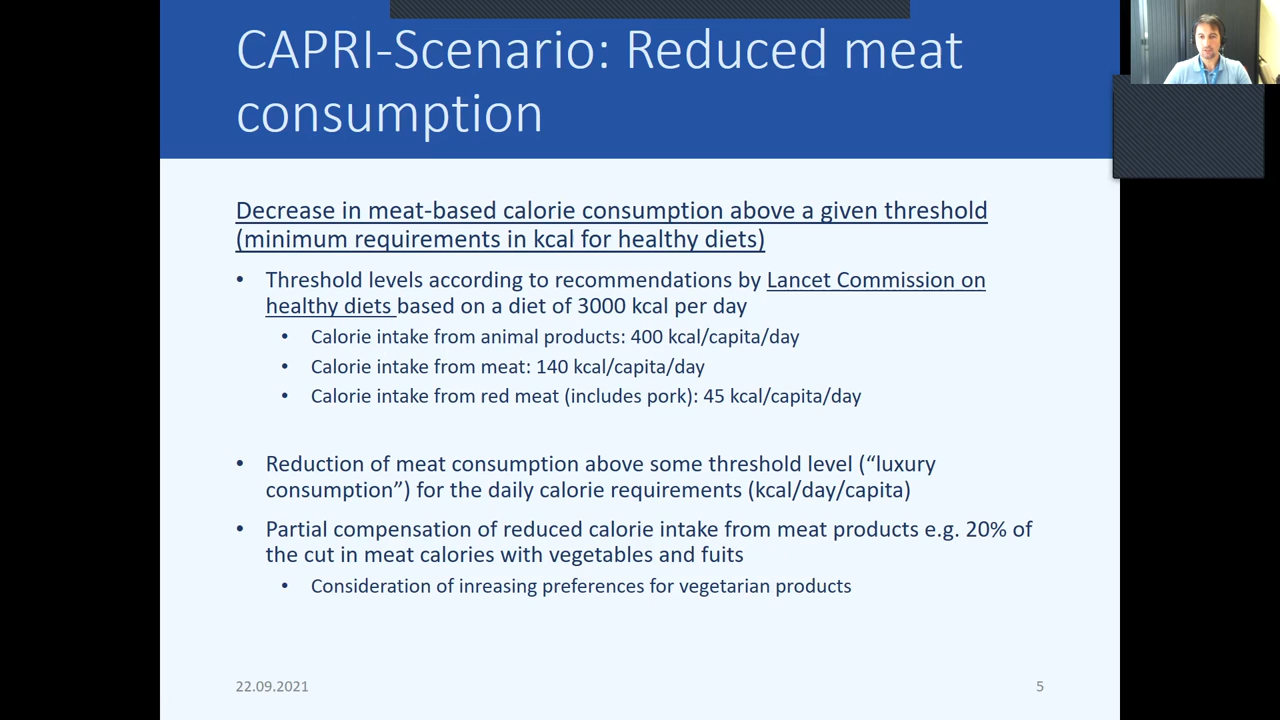 CAPRI-Scenario: Reduced meat
consumption
Decrease in meat-based calorie consumption above a given threshold
(minimum requirements in kcal for healthy diets)
• Threshold levels according to recommendations by Lancet Commission on
healthy diets based on a diet of 3000 kcal per day
• Calorie intake from animal products: 400 kcal/capita/day
• Calorie intake from meat: 140 kcal/capita/day
• Calorie intake from red meat (includes pork): 45 kcal/capita/day
• Reduction of meat consumption above some threshold level (“luxury
consumption”) for the daily calorie requirements (kcal/day/capita)
• Partial compensation of reduced calorie intake from meat products e.g. 20% of
the cut in meat calories with vegetables and fuits
• Consideration of inreasing preferences for vegetarian products
22.09.2021
5